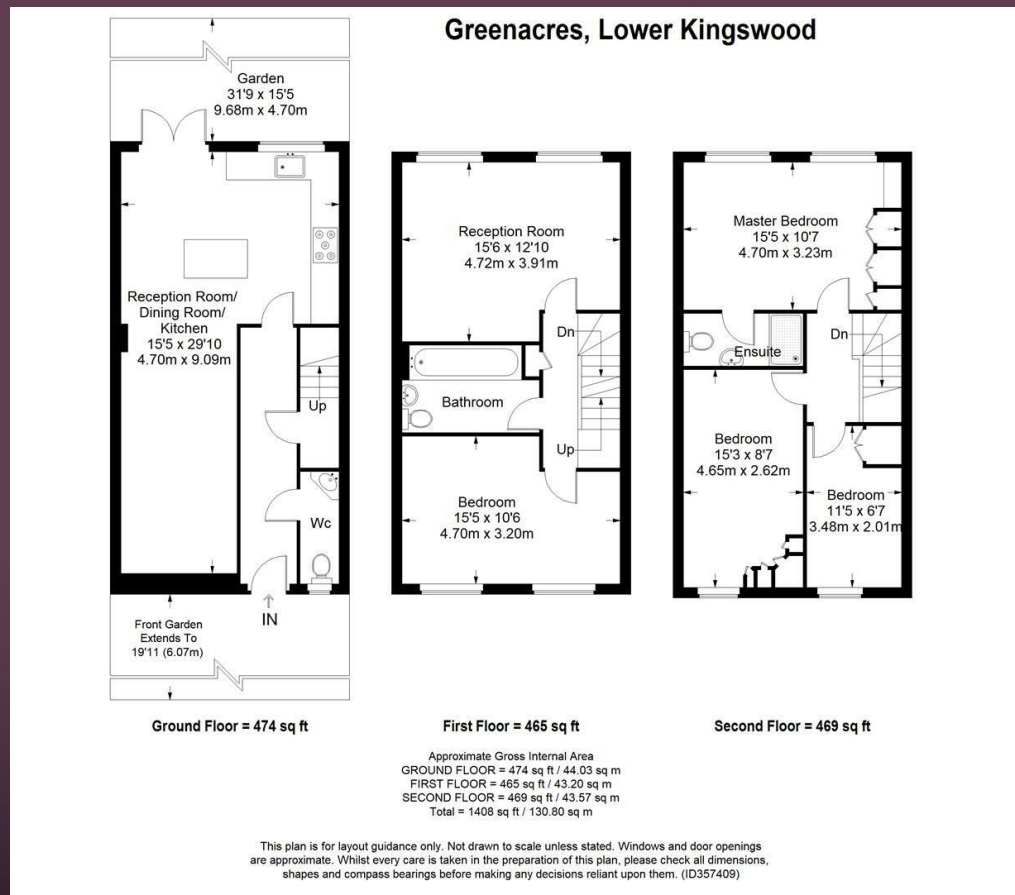 Greenacres, Lower Kingswood
Garden
31'9 x 15'5
9.68m x 4.70m
Reception Room/
Dining Room/
Kitchen
15'5 x 29'10
4.70m x 9.09m
Up
Wc
IN
Front Garden
Extends To
19'11 (6.07m)
Ground Floor = 474 sq ft
Reception Room
15'6 x 12'10
4.72m x 3.91m
Dn
Bathroom
Up
Bedroom
15'5 x 10'6
4.70m x 3.20m
First Floor = 465 sq ft
Master Bedroom
15'5 x 10'7
4.70m x 3.23m
Dn
Ensuite
Bedroom
15'3 x 8'7
4.65m x 2.62m
Bedroom
11'5 x 6'7
3.48m x 2.01m
Second Floor = 469 sq ft
Approximate Gross Internal Area
GROUND FLOOR = 474 sq ft / 44.03 sq m
FIRST FLOOR = 465 sq ft / 43.20 sq m
SECOND FLOOR = 469 sq ft / 43.57 sq m
Total = 1408 sq ft / 130.80 sq m
This plan is for layout guidance only. Not drawn to scale unless stated. Windows and door openings
are approximate. Whilst every care is taken in the preparation of this plan, please check all dimensions,
shapes and compass bearings before making any decisions reliant upon them. (ID357409)